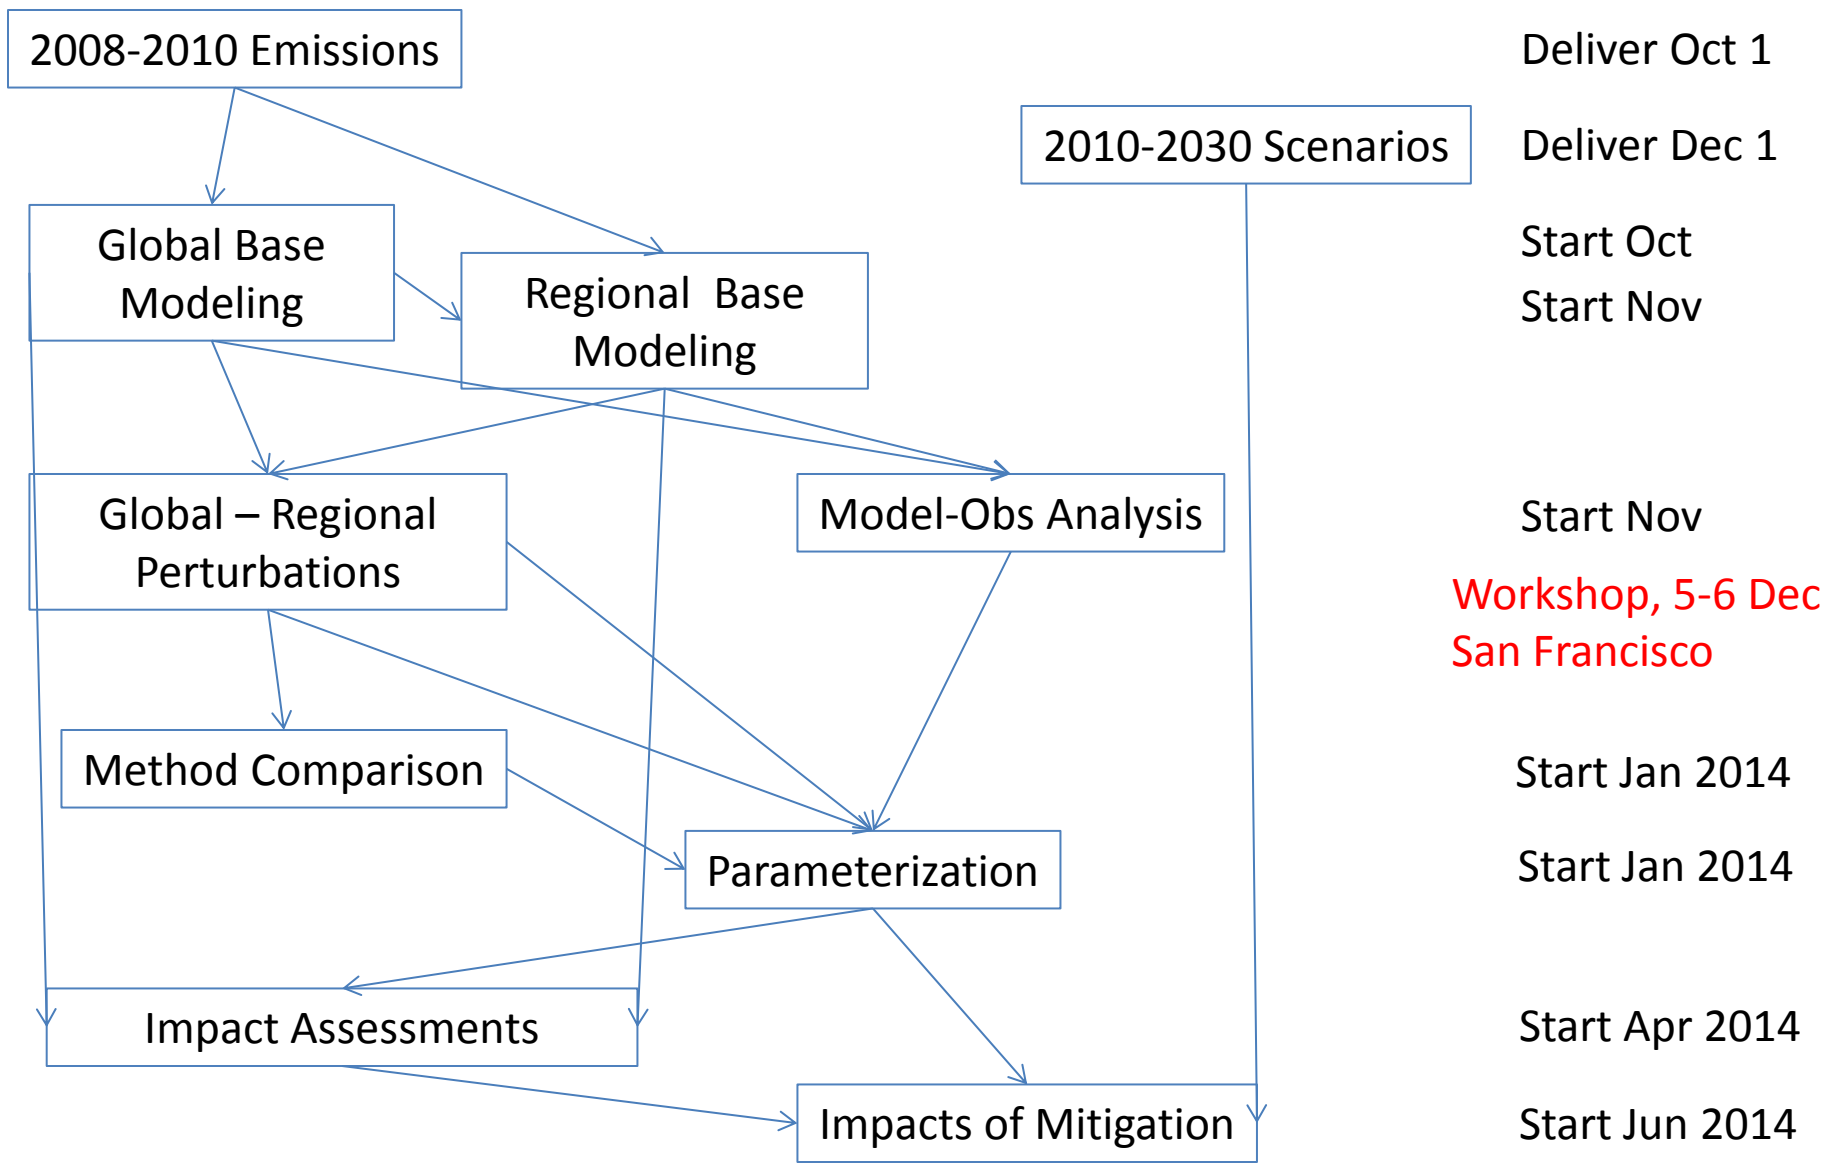 2008-2010 Emissions
Deliver Oct 1
2010-2030 Scenarios
Deliver Dec 1
Global Base
Modeling
Start Oct
Regional  Base
Modeling
Start Nov
Global – Regional
Perturbations
Model-Obs Analysis
Start Nov
Workshop, 5-6 Dec
San Francisco
Method Comparison
Start Jan 2014
Parameterization
Start Jan 2014
Impact Assessments
Start Apr 2014
Impacts of Mitigation
Start Jun 2014